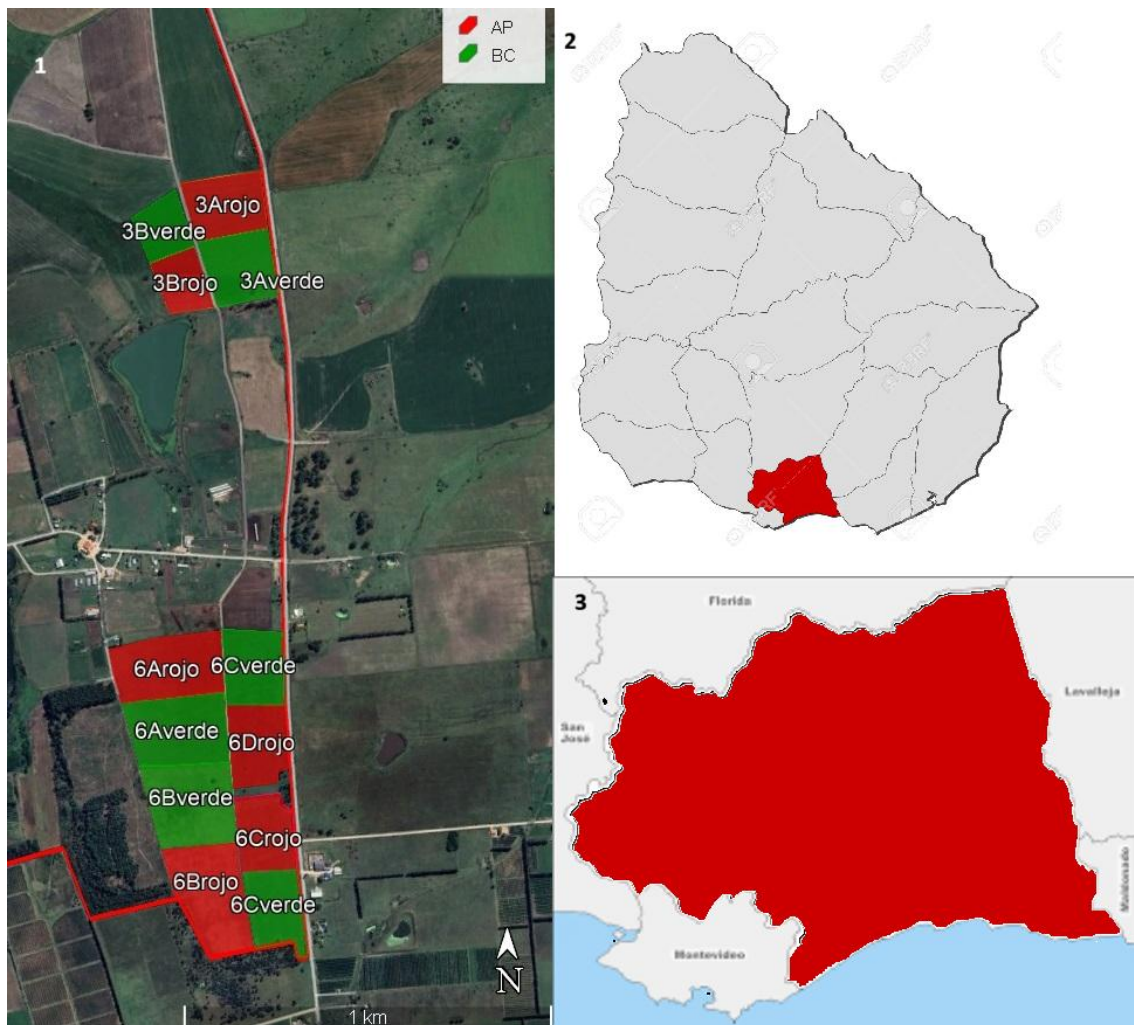 1
AP
BC
3Arojo
3Bverde
3Brojo
3Averde
6Arojo
6Cverde
6Averde
6Drojo
6Bverde
6Crojo
6Brojo
6Cverde
N
1 km
2
3
Florida
Lavalleja
San
José
Maldonado
Montevideo